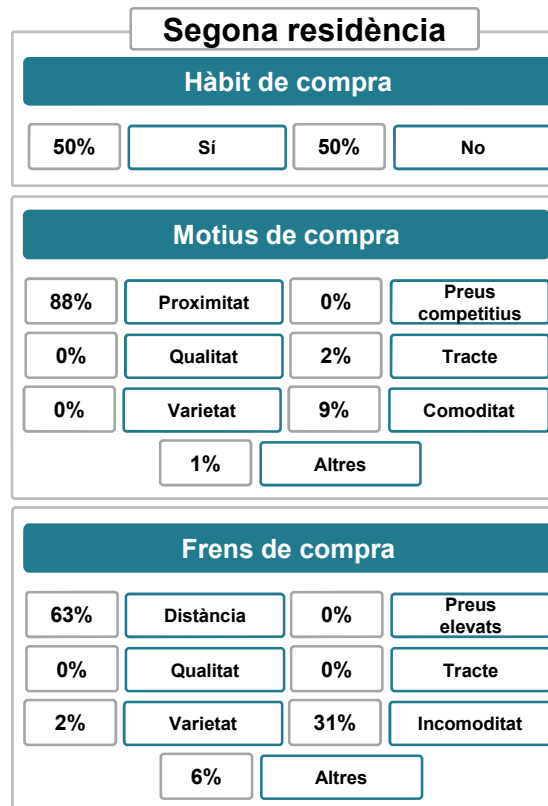 Segona residència
Hàbit de compra
50% Sí 50% No
Motius de compra
88% Proximitat 0% Preus
competitius
0% Qualitat 2% Tracte
0% Varietat 9% Comoditat
1% Altres
Frens de compra
63% Distància 0% Preus
elevats
0% Qualitat 0% Tracte
2% Varietat 31% Incomoditat
6% Altres